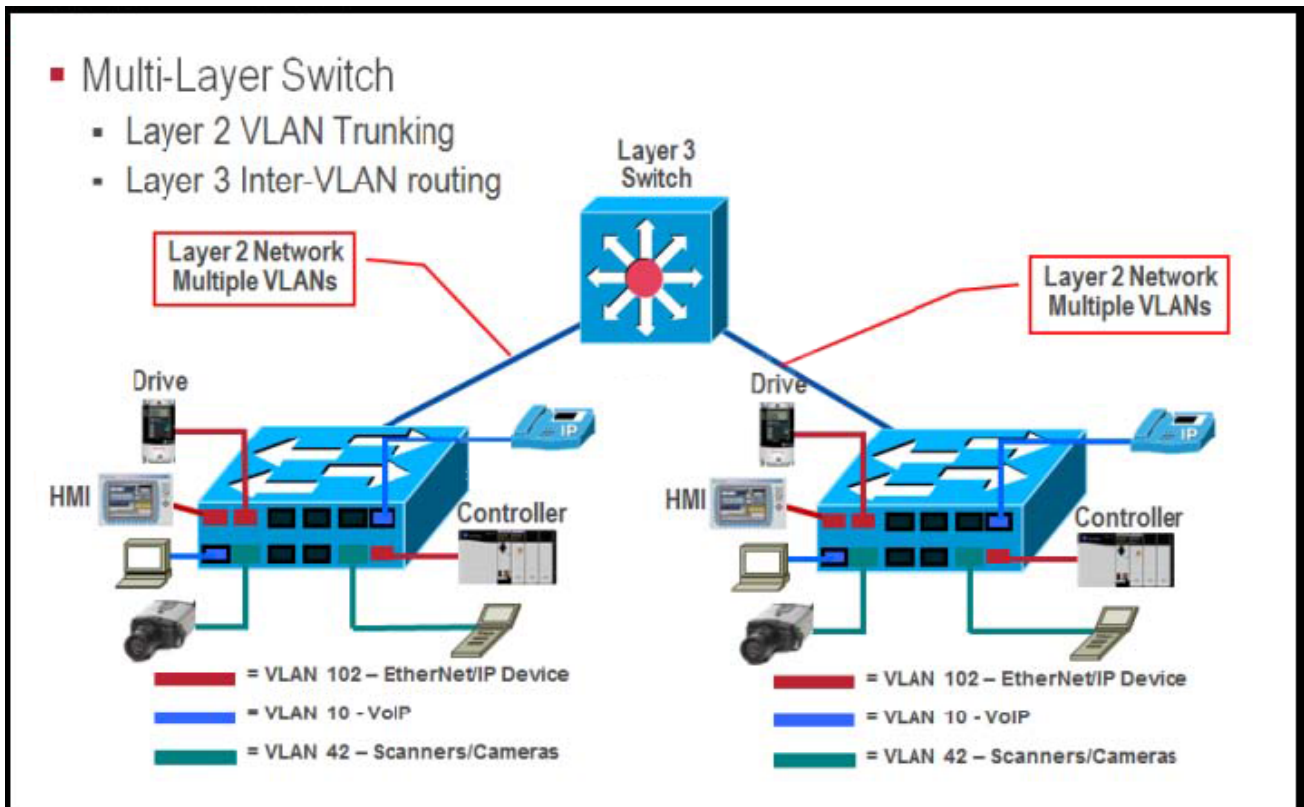 Multi-Layer Switch
Layer 2 VLAN Trunking
Layer 3 Inter-VLAN routing
Layer 3
Switch
Layer 2 Network
Multiple VLANs
Layer 2 Network
Multiple VLANs
Drive
IP
HMI
Controller
Drive
IP
HMI
Controller
= VLAN 102 – EtherNet/IP Device
= VLAN 10 - VoIP
= VLAN 42 – Scanners/Cameras
= VLAN 102 – EtherNet/IP Device
= VLAN 10 - VoIP
= VLAN 42 – Scanners/Cameras